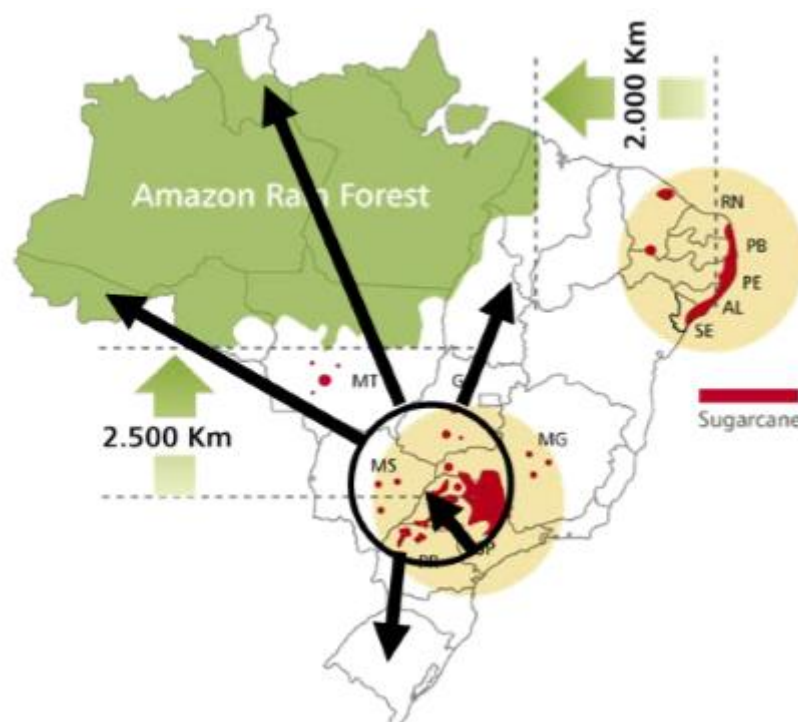 2.000 Km
Amazon Rain Forest
RN
PB
PE
AL
SE
MT
G
Sugarcane
2.500 Km
MG
MS
SP
PR